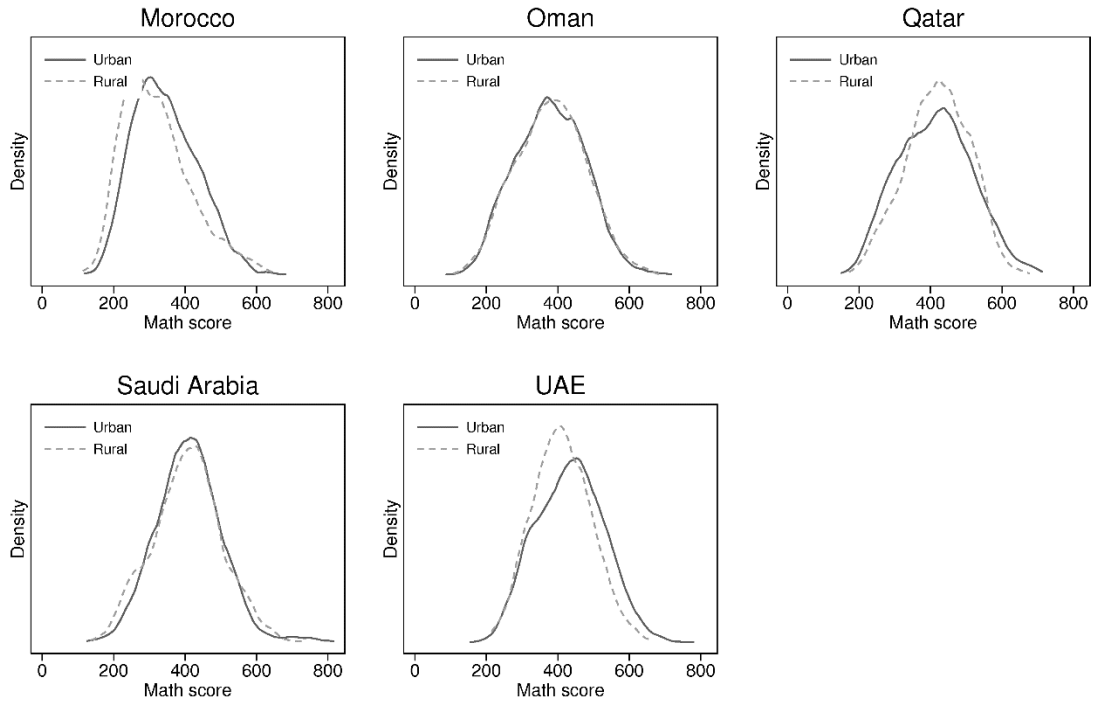 Morocco
Urban
Rural
Density
0 200 400 600 800
Math score
Oman
Urban
Rural
Density
0 200 400 600 800
Math score
Qatar
Urban
Rural
Density
0 200 400 600 800
Math score
Saudi Arabia
Urban
Rural
Density
0 200 400 600 800
Math score
UAE
Urban
Rural
Density
0 200 400 600 800
Math score